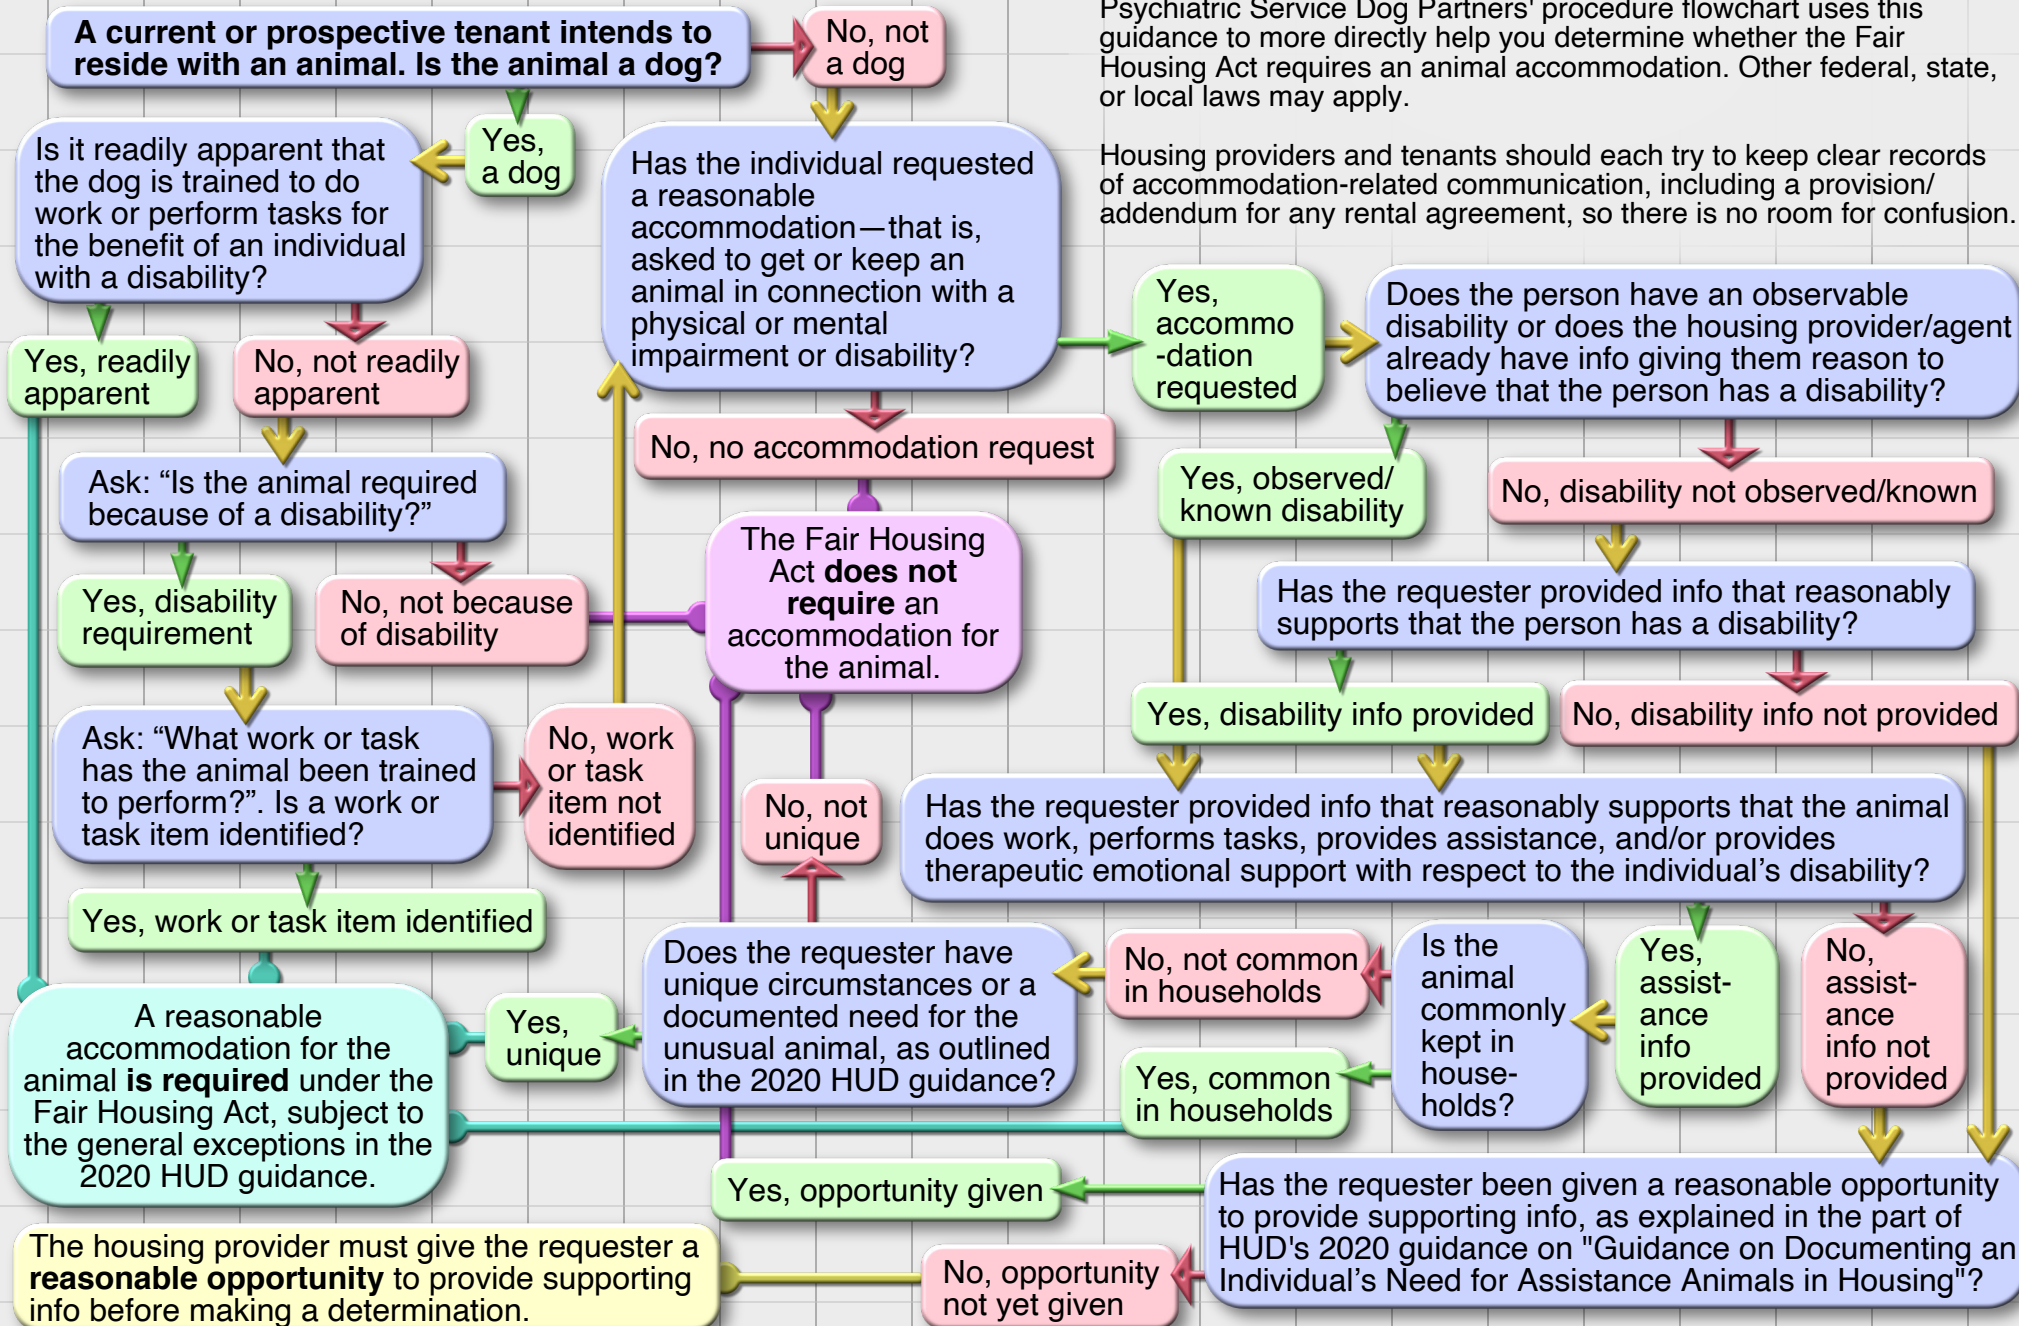 Psychiatric Service Dog Partners' procedure flowchart uses this
guidance to more directly help you determine whether the Fair
Housing Act requires an animal accommodation. Other federal, state,
or local laws may apply.
Housing providers and tenants should each try to keep clear records
of accommodation-related communication, including a provision/
addendum for any rental agreement, so there is no room for confusion.
A current or prospective tenant intends to
reside with an animal. Is the animal a dog?
No, not
a dog
Yes,
a dog
Is it readily apparent that
the dog is trained to do
work or perform tasks for
the benefit of an individual
with a disability?
Yes, readily
apparent
No, not readily
apparent
Ask: “Is the animal required
because of a disability?”
Yes, disability
requirement
No, not because
of disability
Ask: “What work or task
has the animal been trained
to perform?”. Is a work or
task item identified?
No, work
or task
item not
identified
Yes, work or task item identified
Has the individual requested
a reasonable
accommodation—that is,
asked to get or keep an
animal in connection with a
physical or mental
impairment or disability?
No, no accommodation request
The Fair Housing
Act does not
require an
accommodation for
the animal.
Yes,
accommo
-dation
requested
Does the person have an observable
disability or does the housing provider/agent
already have info giving them reason to
believe that the person has a disability?
Yes, observed/
known disability
No, disability not observed/known
Has the requester provided info that reasonably
supports that the person has a disability?
Yes, disability info provided
No, disability info not provided
Has the requester provided info that reasonably supports that the animal
does work, performs tasks, provides assistance, and/or provides
therapeutic emotional support with respect to the individual’s disability?
Yes,
assist-
ance
info
provided
No,
assist-
ance
info not
provided
Is the
animal
commonly
kept in
house-
holds?
No, not common
in households
Yes, common
in households
Does the requester have
unique circumstances or a
documented need for the
unusual animal, as outlined
in the 2020 HUD guidance?
No, not
unique
Yes,
unique
A reasonable
accommodation for the
animal is required under the
Fair Housing Act, subject to
the general exceptions in the
2020 HUD guidance.
Has the requester been given a reasonable opportunity
to provide supporting info, as explained in the part of
HUD's 2020 guidance on "Guidance on Documenting an
Individual’s Need for Assistance Animals in Housing"?
Yes, opportunity given
No, opportunity
not yet given
The housing provider must give the requester a
reasonable opportunity to provide supporting
info before making a determination.